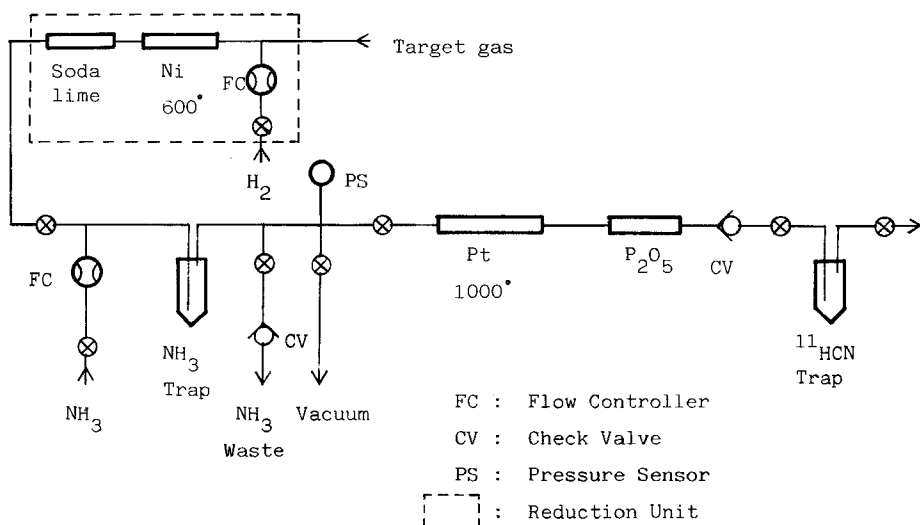 Target gas
Soda
lime
Ni
600°
FC
H2
PS
FC
NH3
NH3
Trap
CV
NH3
Waste
Vacuum
Pt
1000°
P2O5
CV
11HCN
Trap
FC : Flow Controller
CV : Check Valve
PS : Pressure Sensor
: Reduction Unit